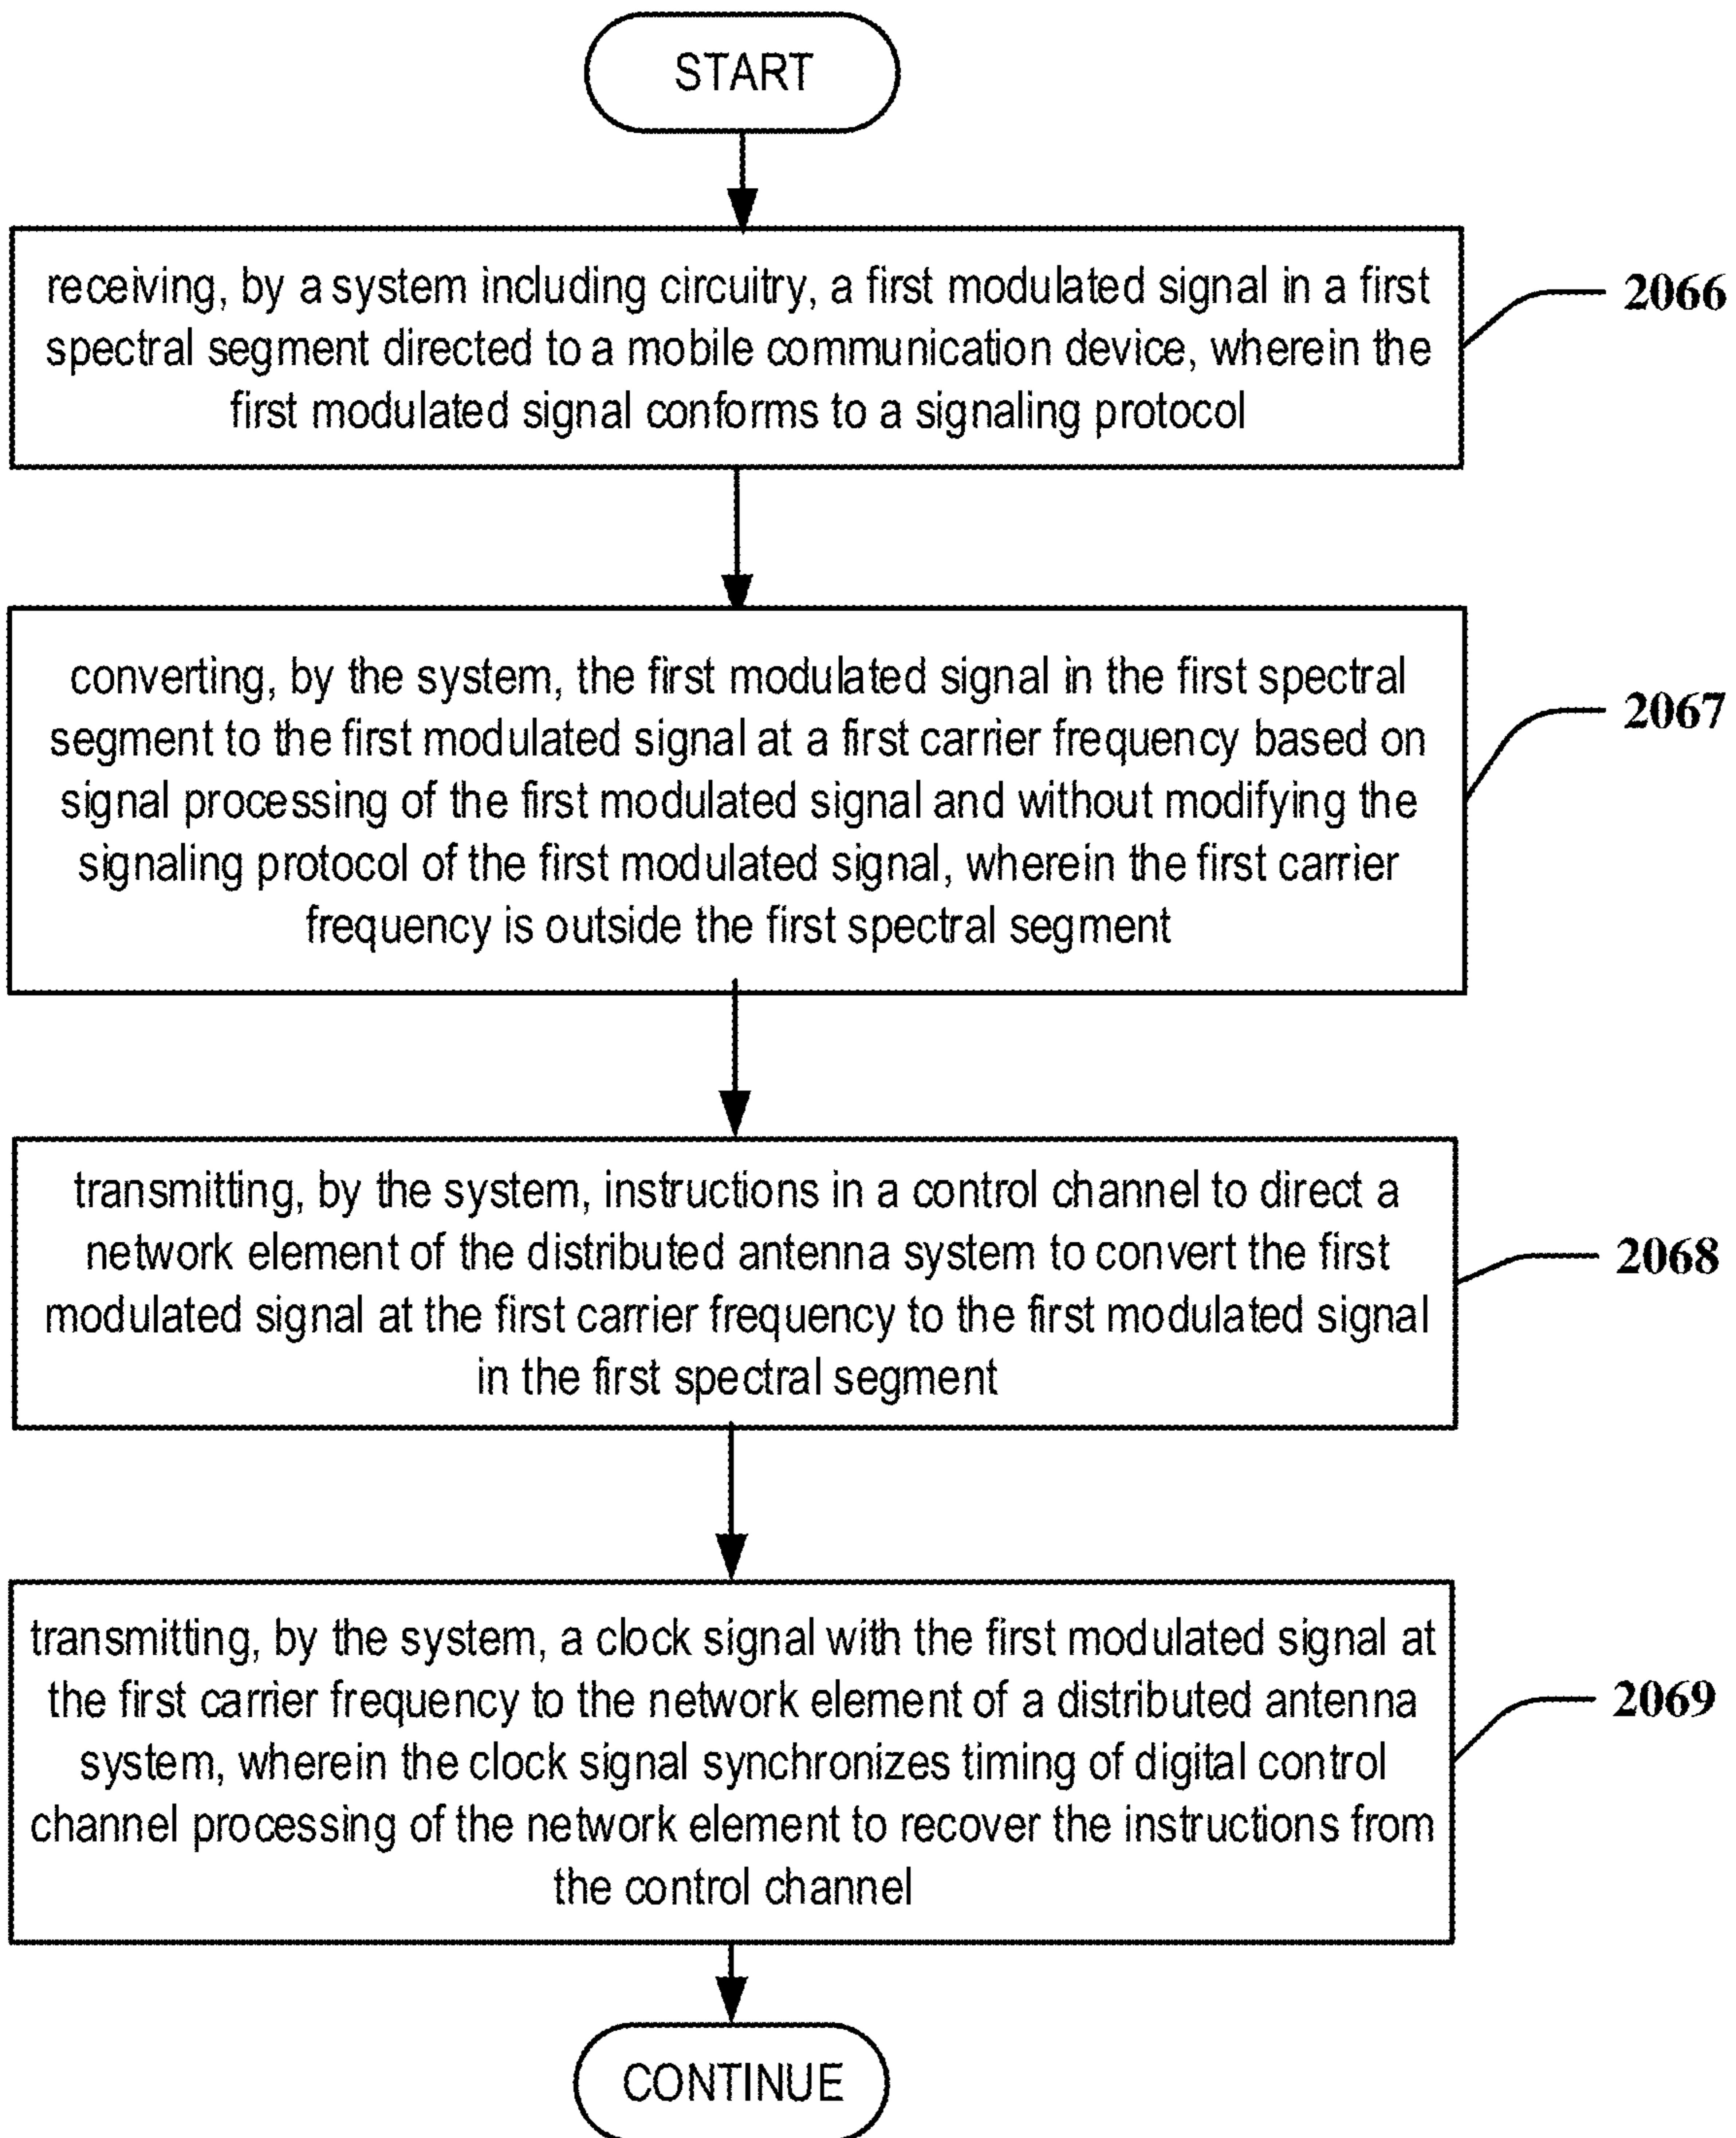 START
receiving, by a system including circuitry, a first modulated signal in a first
spectral segment directed to a mobile communication device, wherein the
first modulated signal conforms to a signaling protocol
2066
converting, by the system, the first modulated signal in the first spectral
segment to the first modulated signal at a first carrier frequency based on
signal processing of the first modulated signal and without modifying the
signaling protocol of the first modulated signal, wherein the first carrier
frequency is outside the first spectral segment
2067
transmitting, by the system, instructions in a control channel to direct a
network element of the distributed antenna system to convert the first
modulated signal at the first carrier frequency to the first modulated signal
in the first spectral segment
2068
transmitting, by the system, a clock signal with the first modulated signal at
the first carrier frequency to the network element of a distributed antenna
system, wherein the clock signal synchronizes timing of digital control
channel processing of the network element to recover the instructions from
the control channel
2069
CONTINUE